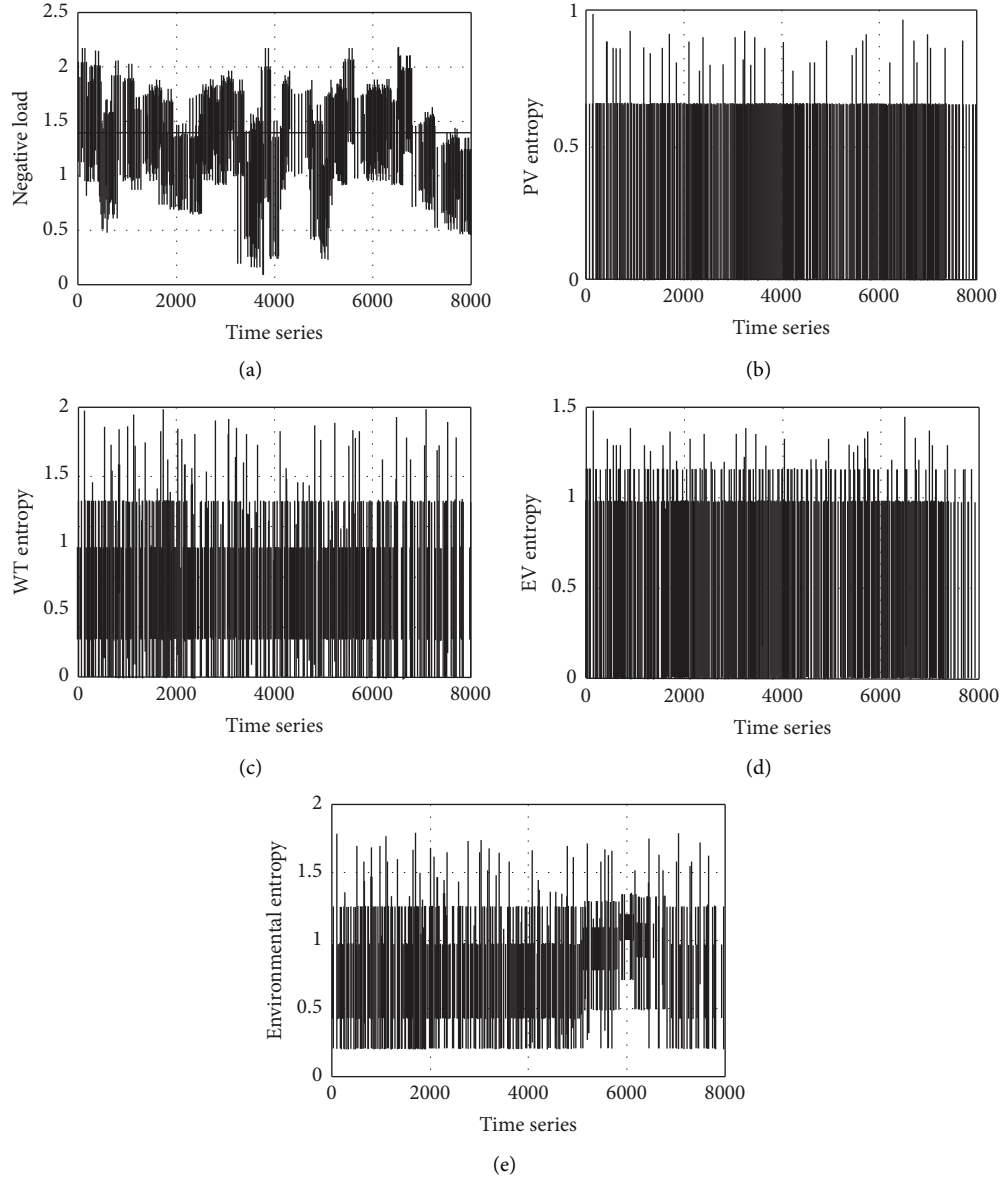 2.5
2
1.5
1
0.5
0
Negative load
0 2000 4000 6000 8000
Time series
(a)
1
0.5
0
PV entropy
0 2000 4000 6000 8000
Time series
(b)
2
1.5
1
0.5
0
WT entropy
0 2000 4000 6000 8000
Time series
(c)
1.5
1
0.5
0
EV entropy
0 2000 4000 6000 8000
Time series
(d)
2
1.5
1
0.5
0
Environmental entropy
0 2000 4000 6000 8000
Time series
(e)